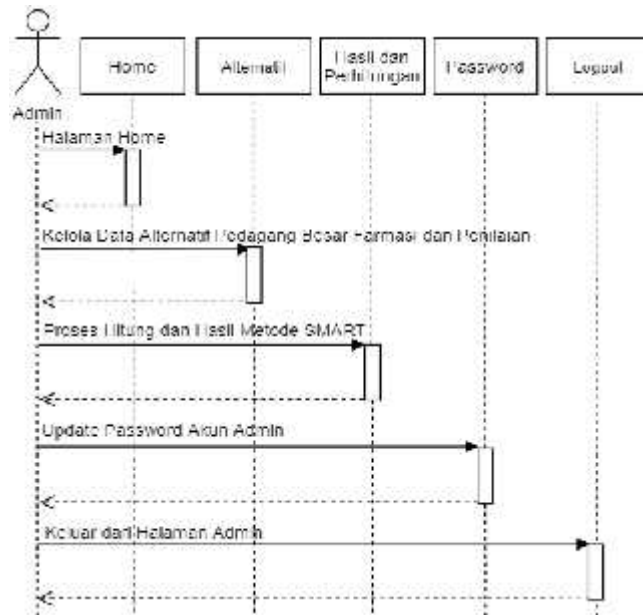 Home
Alternatif
Hasil dan
Perhitungan
Password
Logout
Admin
Halaman Home
Kelola Data Alternatif Pedagang Besar Farmasi dan Penilaian
Proses Hitung dan Hasil Metode SMART
Update Password Akun Admin
Keluar dari Halaman Admin